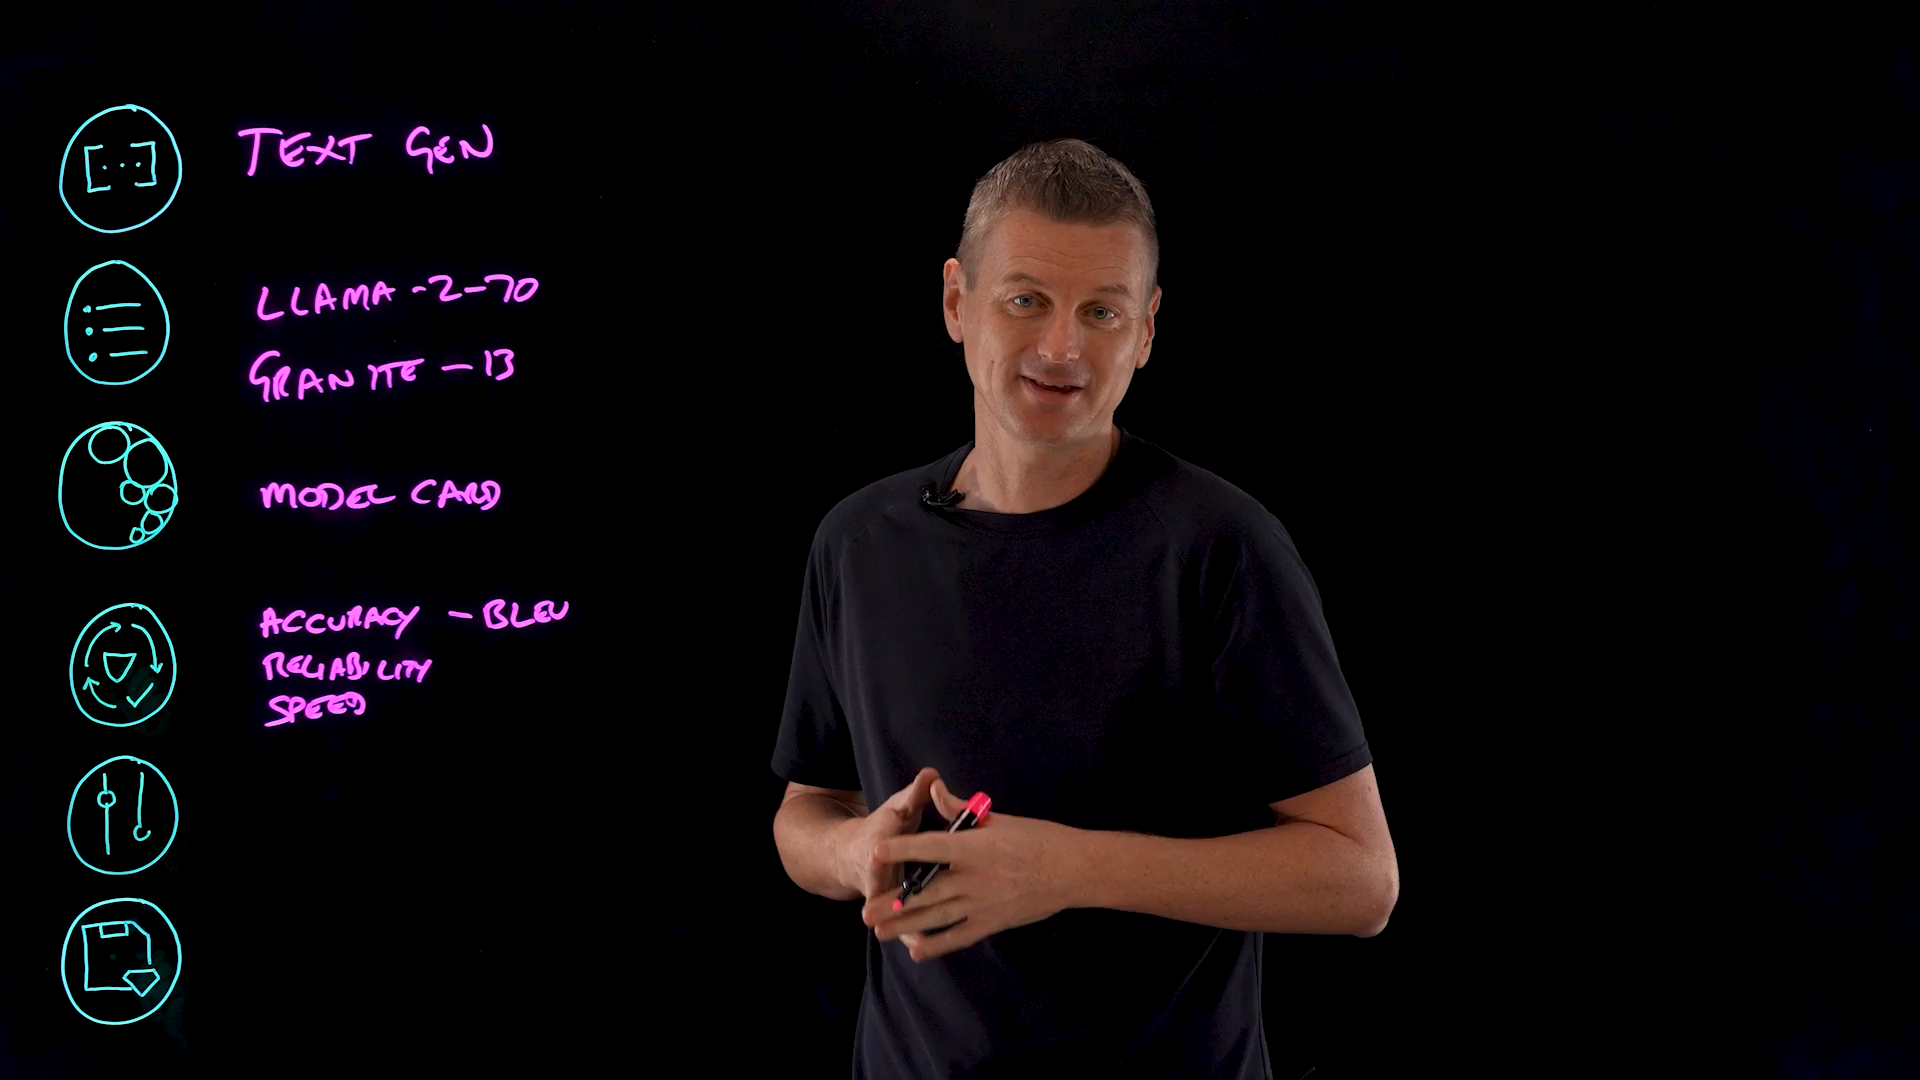 TEXT GEN
LLAMA-2-70
GRANITE-13
MODEL CARD
ACCURACY - BLEU
RELIABILITY
SPEED